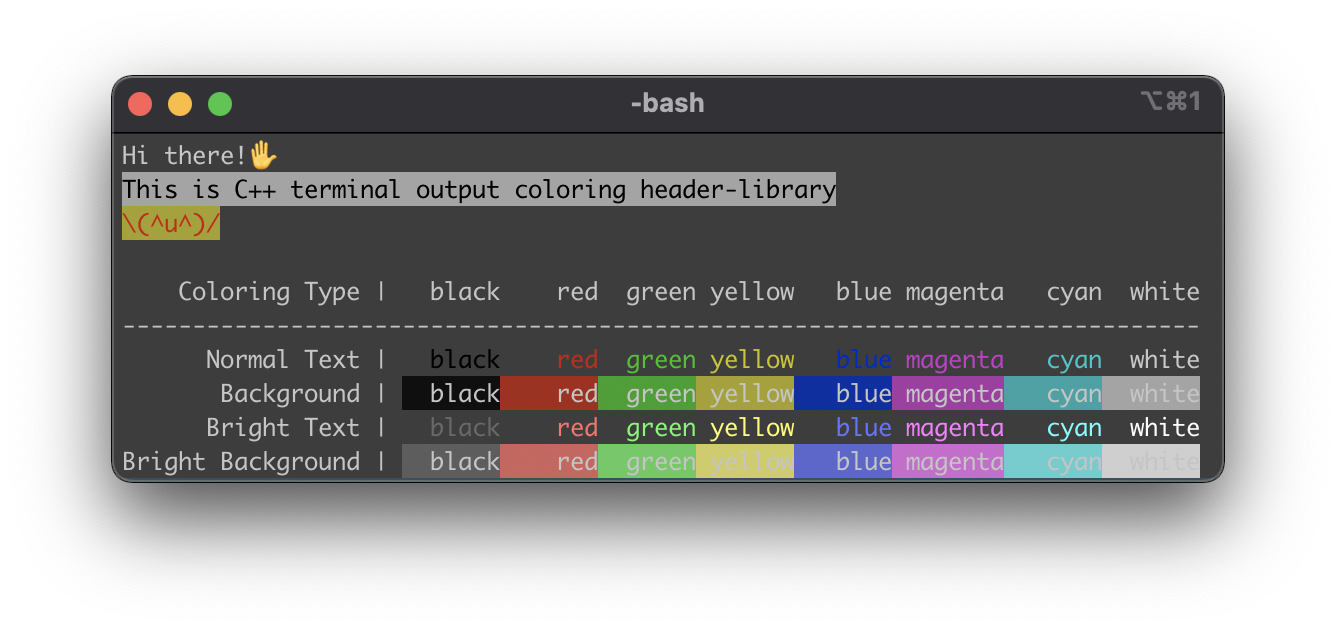 -bash
⌥⌘1
Hi there!🖐
This is C++ terminal output coloring header-library
\(^u^)/
Coloring Type | black red green yellow blue magenta cyan white
-----------------------------------------------------------------------------
Normal Text | black red green yellow blue magenta cyan white
Background | black red green yellow blue magenta cyan white
Bright Text | black red green yellow blue magenta cyan white
Bright Background | black red green yellow blue magenta cyan white